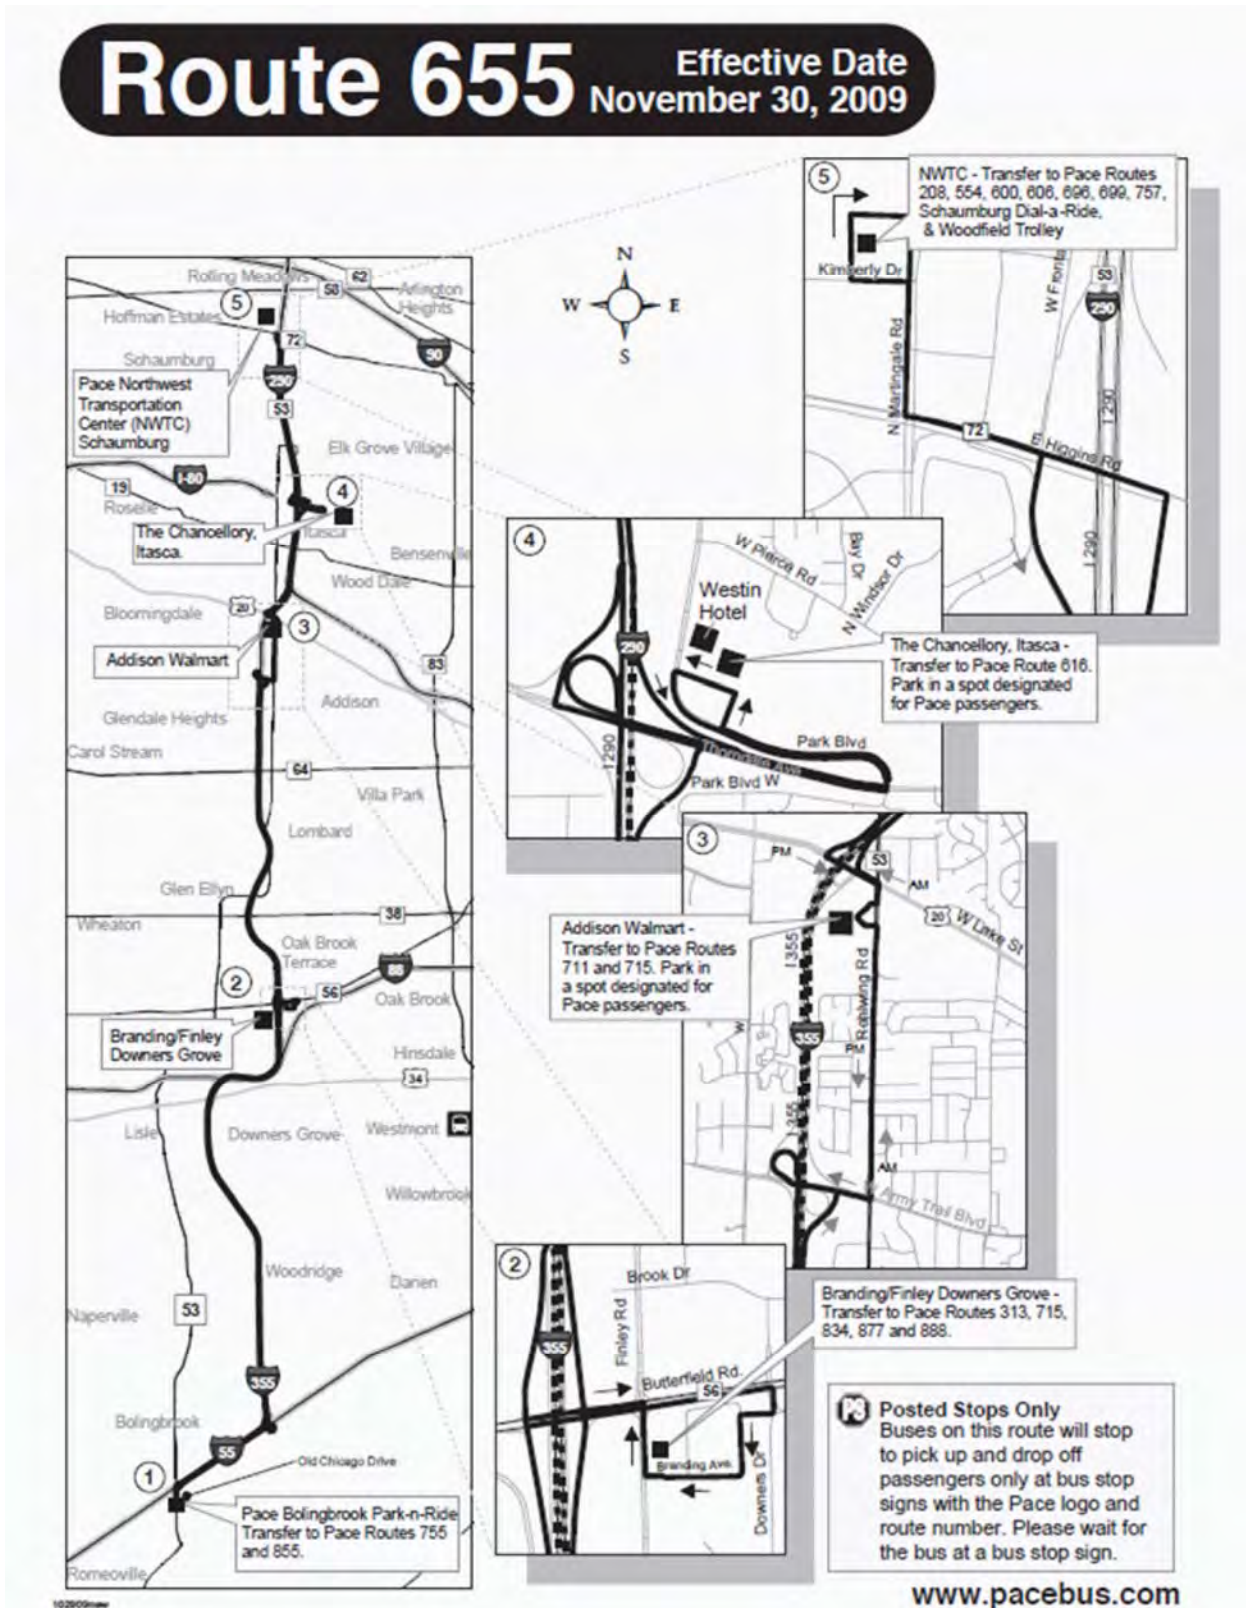 Route 655
Effective Date
November 30, 2009
5
NWTC - Transfer to Pace Routes
208, 554, 600, 606, 696, 699, 757,
Schaumburg Dial-a-Ride,
& Woodfield Trolley
Kimberly Dr
N Martingale Rd
53
290
I 290
72
E Higgins Rd
I 290
N
W
E
S
Rolling Meadows
62
58
Arlington
Heights
5
Hoffman Estates
72
90
Schaumburg
290
Pace Northwest
Transportation
Center (NWTC)
Schaumburg
53
Elk Grove Village
I-80
19
4
Roselle
The Chancellory,
Itasca.
Itasca
Bensenville
Wood Dale
20
Bloomingdale
3
Addison Walmart
83
Addison
Glendale Heights
Carol Stream
64
Villa Park
Lombard
Glen Ellyn
38
Wheaton
Oak Brook
Terrace
88
2
56
Oak Brook
Branding/Finley
Downers Grove
Hinsdale
34
Lisle
Downers Grove
Westmont
Willowbrook
Woodridge
Darien
Naperville
53
355
Bolingbrook
55
1
Old Chicago Drive
Pace Bolingbrook Park-n-Ride
Transfer to Pace Routes 755
and 855.
Romeoville
4
W Pierce Rd
Bay Dr
N Windsor Dr
Westin
Hotel
290
The Chancellory, Itasca -
Transfer to Pace Route 616.
Park in a spot designated
for Pace passengers.
I 290
Park Blvd
Thorndale Ave
Park Blvd W
3
PM
53
AM
20
W Lake St
Addison Walmart -
Transfer to Pace Routes
711 and 715. Park in
a spot designated for
Pace passengers.
I 355
Rohlwing Rd
355
PM
I 355
AM
W Army Trail Blvd
2
Brook Dr
Finley Rd
355
Butterfield Rd.
56
Branding Ave.
Downers Dr
Branding/Finley Downers Grove -
Transfer to Pace Routes 313, 715,
834, 877 and 888.
PS
Posted Stops Only
Buses on this route will stop
to pick up and drop off
passengers only at bus stop
signs with the Pace logo and
route number. Please wait for
the bus at a bus stop sign.
www.pacebus.com